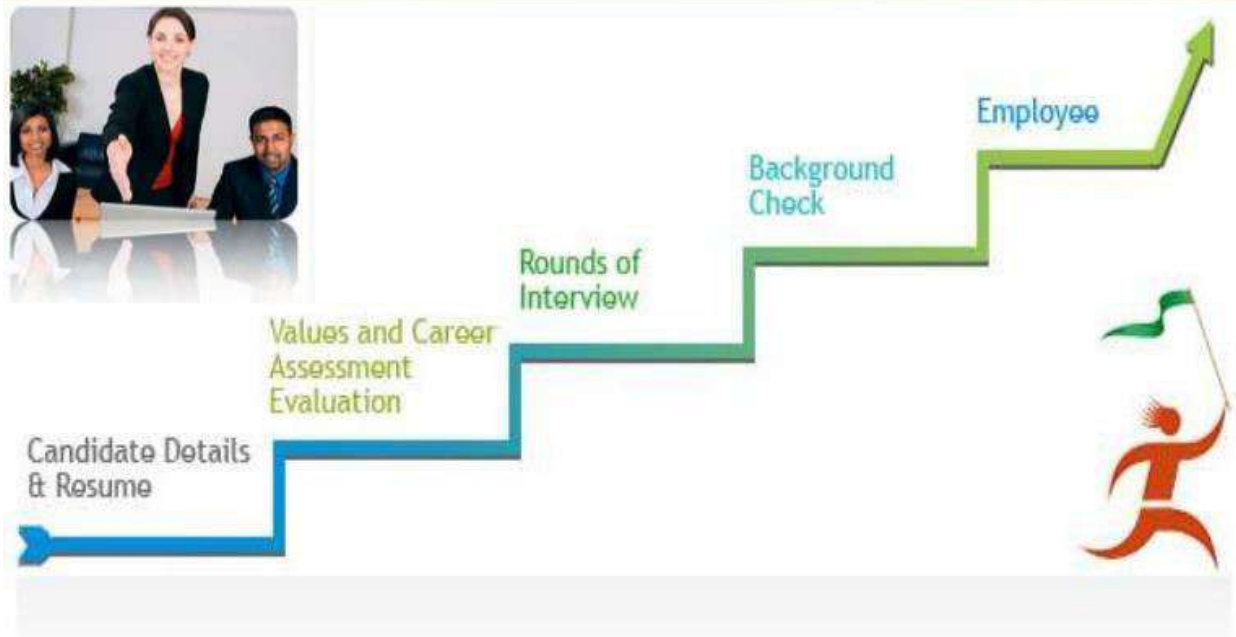 Candidate Details
& Resume
Values and Career
Assessment
Evaluation
Rounds of
Interview
Background
Check
Employee